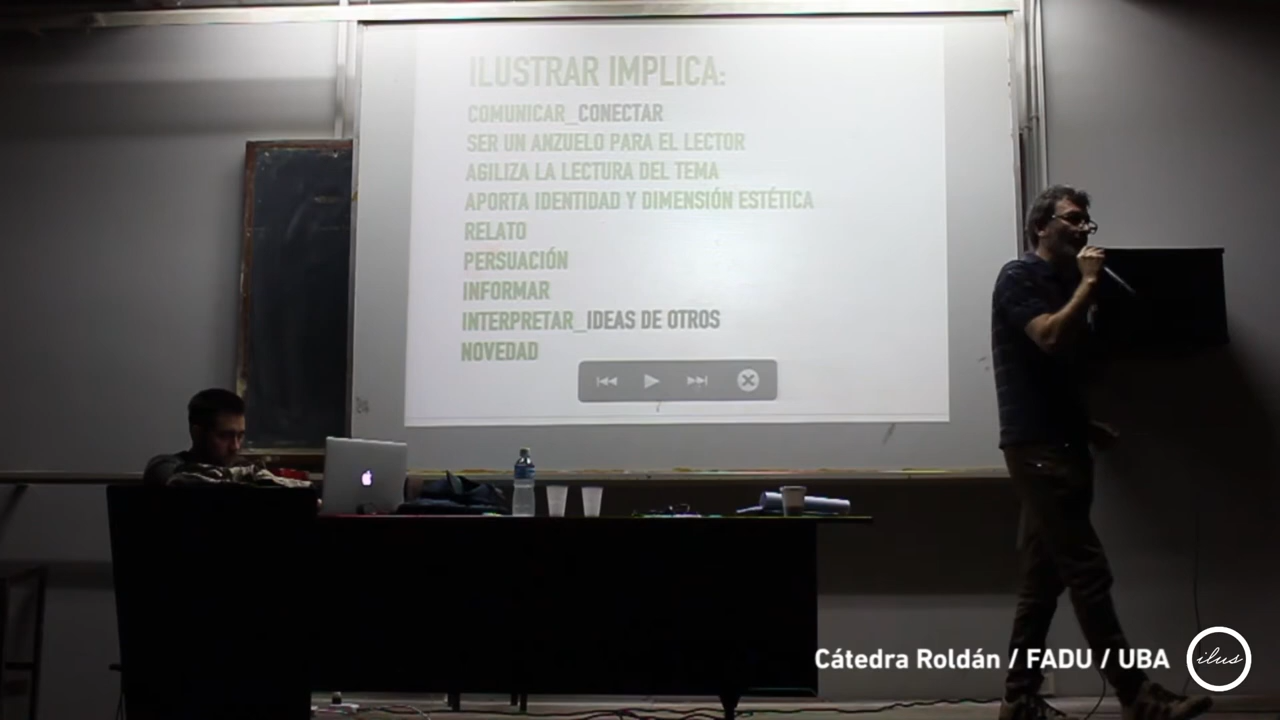 ILUSTRAR IMPLICA:
COMUNICAR_CONECTAR
SER UN ANZUELO PARA EL LECTOR
AGILIZA LA LECTURA DEL TEMA
APORTA IDENTIDAD Y DIMENSIÓN ESTÉTICA
RELATO
PERSUACIÓN
INFORMAR
INTERPRETAR_IDEAS DE OTROS
NOVEDAD
Cátedra Roldán / FADU / UBA
ilus